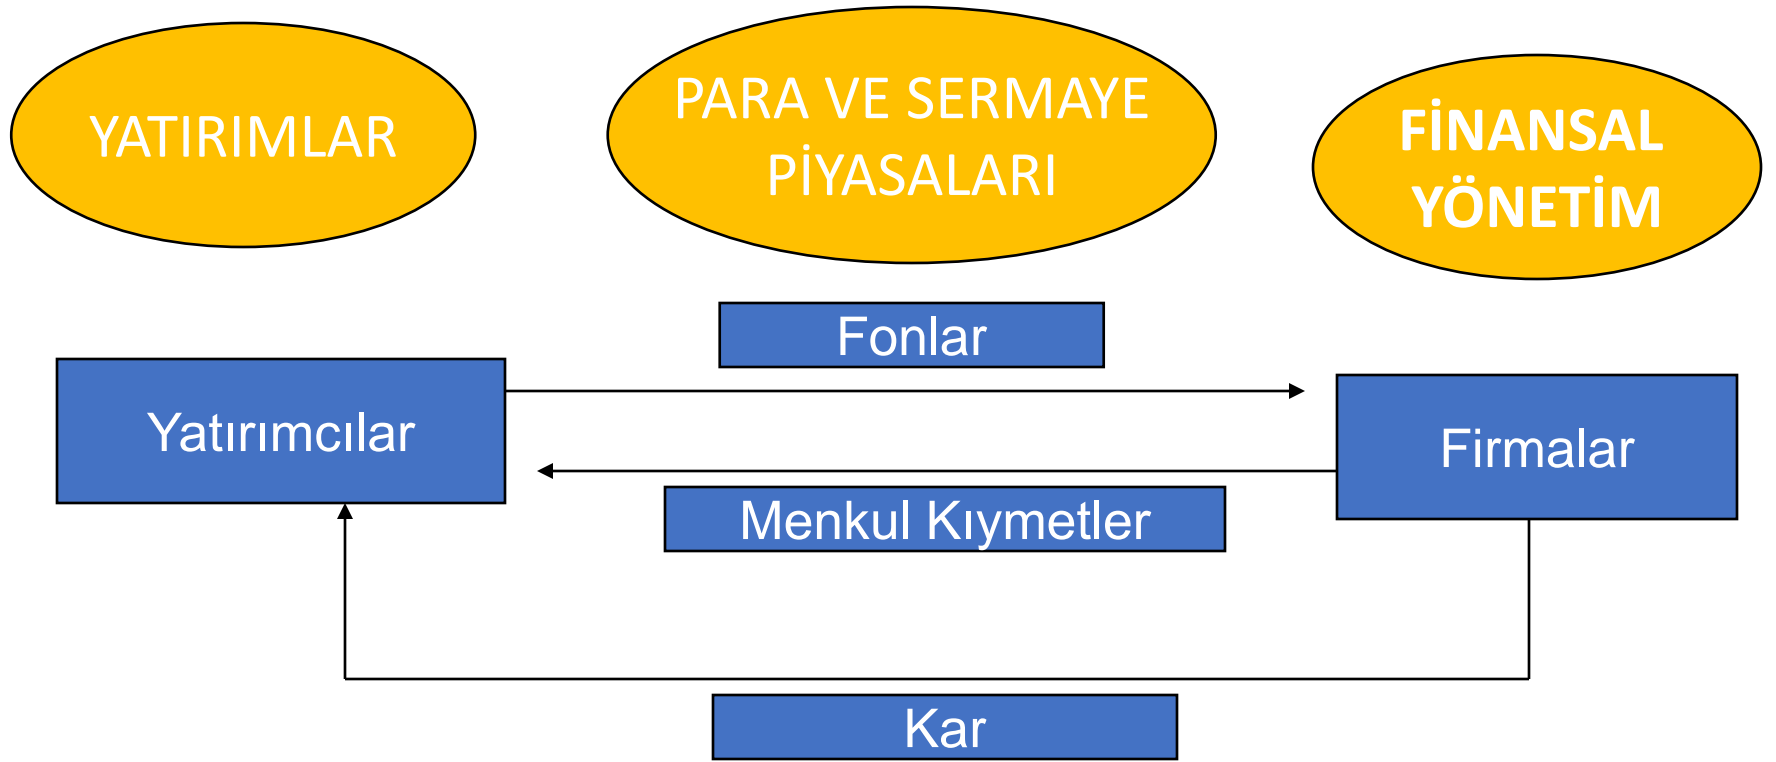 YATIRIMLAR
PARA VE SERMAYE
PİYASALARI
FİNANSAL
YÖNETİM
Fonlar
Yatırımcılar
Firmalar
Menkul Kıymetler
Kar